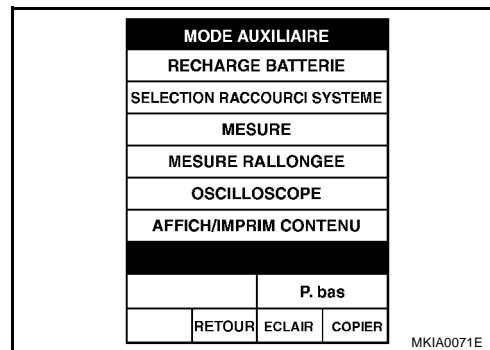 MODE AUXILIAIRE
RECHARGE BATTERIE
SELECTION RACCOURCI SYSTEME
MESURE
MESURE RALLONGEE
OSCILLOSCOPE
AFFICH/IMPRIM CONTENU
P. bas
RETOUR ECLAIR COPIER
MKIA0071E